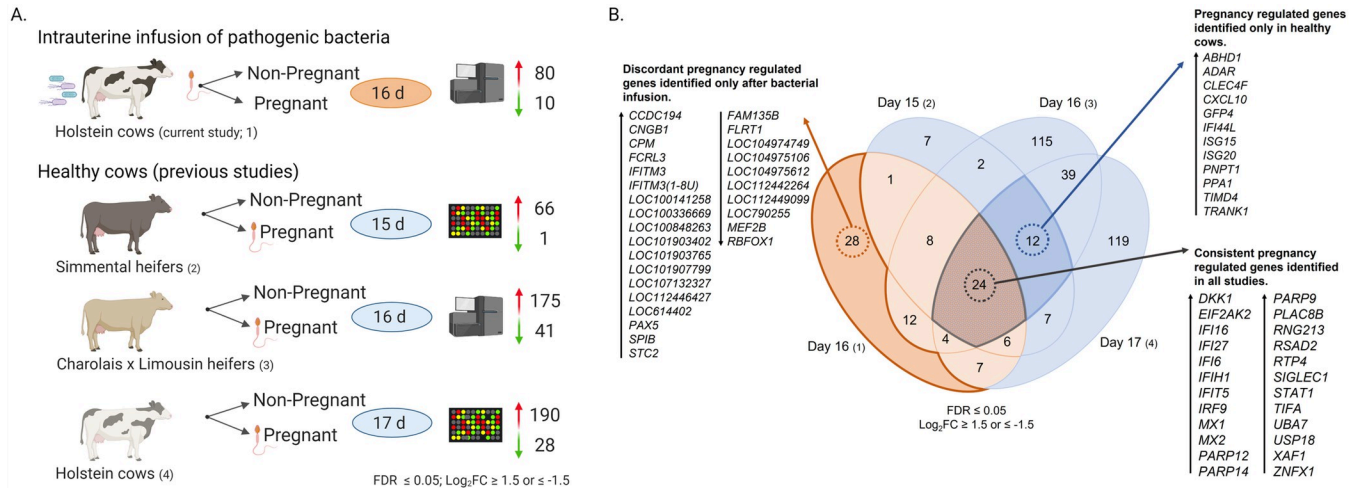 A.
Intrauterine infusion of pathogenic bacteria
Non-Pregnant
Pregnant
16 d
80
10
Holstein cows (current study; 1)
Healthy cows (previous studies)
Non-Pregnant
Pregnant
15 d
66
1
Simmental heifers (2)
Non-Pregnant
Pregnant
16 d
175
41
Charolais x Limousin heifers (3)
Non-Pregnant
Pregnant
17 d
190
28
Holstein cows (4)
FDR ≤ 0.05; Log₂FC ≥ 1.5 or ≤ -1.5
B.
Discordant pregnancy regulated
genes identified only after bacterial
infusion.
CCDC194
CNGB1
CPM
FCRL3
IFITM3
IFITM3(1-8U)
LOC100141258
LOC100336669
LOC100848263
LOC101903402
LOC101903765
LOC101907799
LOC107132327
LOC112446427
LOC614402
PAX5
SPIB
STC2
FAM135B
FLRT1
LOC104974749
LOC104975106
LOC104975612
LOC112442264
LOC112449099
LOC790255
MEF2B
RBFOX1
Day 15 (2)
Day 16 (3)
Day 16 (1)
Day 17 (4)
7
115
2
1
39
28
8
12
119
24
12
4
6
7
7
FDR ≤ 0.05
Log₂FC ≥ 1.5 or ≤ -1.5
Pregnancy regulated genes
identified only in healthy
cows.
ABHD1
ADAR
CLEC4F
CXCL10
GFP4
IFI44L
ISG15
ISG20
PNPT1
PPA1
TIMD4
TRANK1
Consistent pregnancy
regulated genes identified
in all studies.
DKK1
EIF2AK2
IFI16
IFI27
IFI6
IFIH1
IFIT5
IRF9
MX1
MX2
PARP12
PARP14
PARP9
PLAC8B
RNG213
RSAD2
RTP4
SIGLEC1
STAT1
TIFA
UBA7
USP18
XAF1
ZNFX1